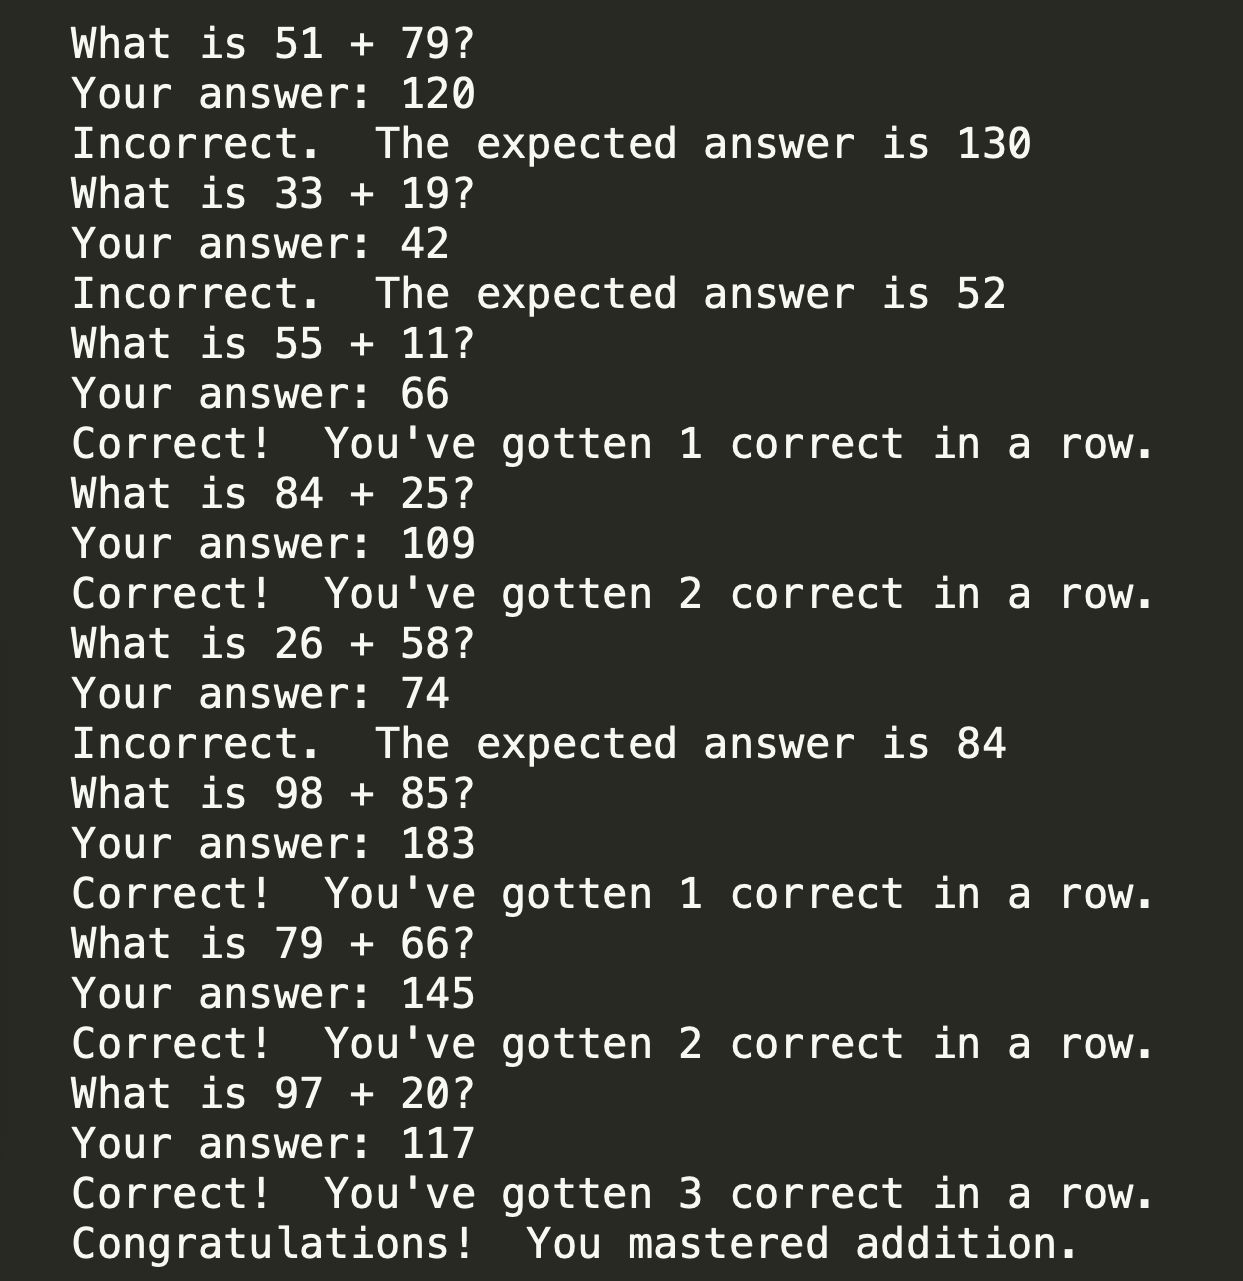 What is 51 + 79?
Your answer: 120
Incorrect.  The expected answer is 130
What is 33 + 19?
Your answer: 42
Incorrect.  The expected answer is 52
What is 55 + 11?
Your answer: 66
Correct!  You've gotten 1 correct in a row.
What is 84 + 25?
Your answer: 109
Correct!  You've gotten 2 correct in a row.
What is 26 + 58?
Your answer: 74
Incorrect.  The expected answer is 84
What is 98 + 85?
Your answer: 183
Correct!  You've gotten 1 correct in a row.
What is 79 + 66?
Your answer: 145
Correct!  You've gotten 2 correct in a row.
What is 97 + 20?
Your answer: 117
Correct!  You've gotten 3 correct in a row.
Congratulations!  You mastered addition.